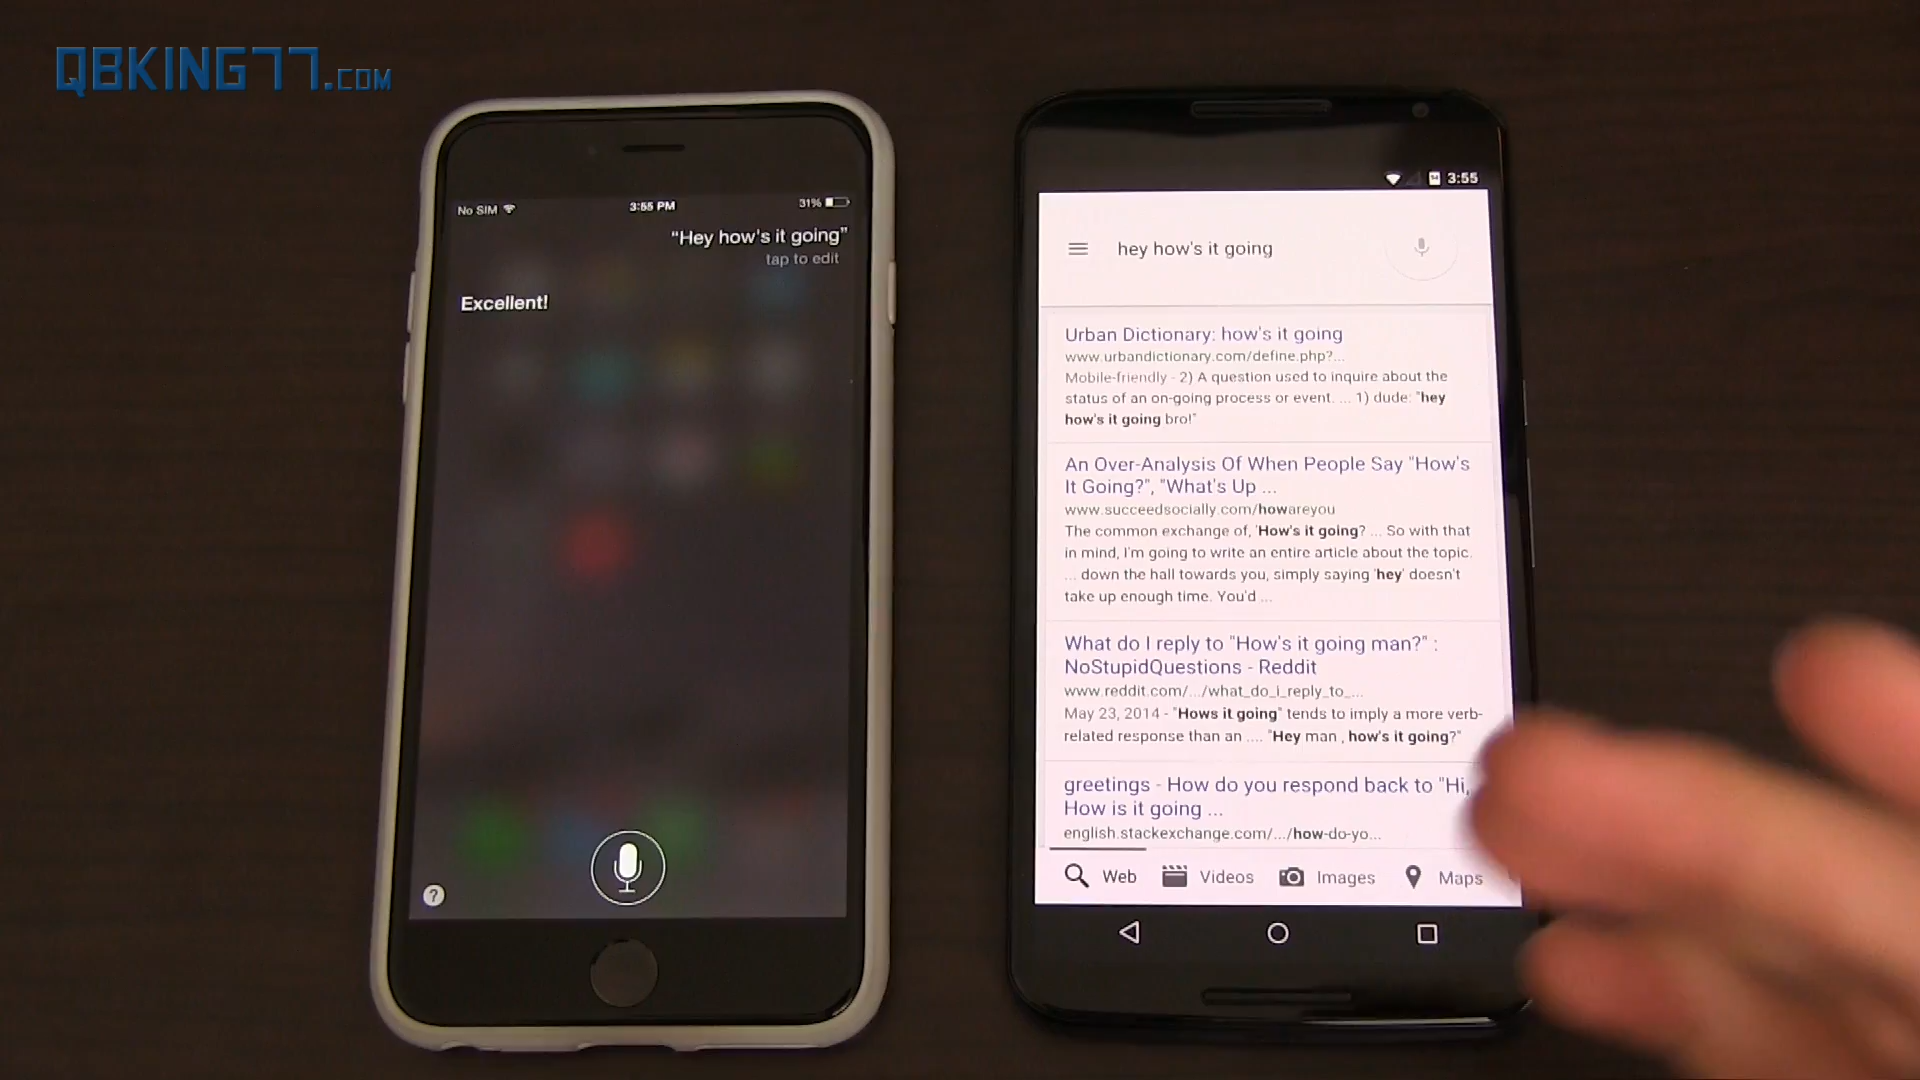 QBKING77.COM
No SIM 3:55 PM 31%
“Hey how's it going”
tap to edit
Excellent!
?
3:55
hey how's it going
Urban Dictionary: how's it going
www.urbandictionary.com/define.php?...
Mobile-friendly - 2) A question used to inquire about the
status of an on-going process or event. ... 1) dude: "hey
how's it going bro!"
An Over-Analysis Of When People Say "How's
It Going?", "What's Up ...
www.succeedsocially.com/howareyou
The common exchange of, 'How's it going? ... So with that
in mind, I'm going to write an entire article about the topic.
... down the hall towards you, simply saying 'hey' doesn't
take up enough time. You'd ...
What do I reply to "How's it going man?" :
NoStupidQuestions - Reddit
www.reddit.com/.../what_do_i_reply_to_...
May 23, 2014 - "Hows it going" tends to imply a more verb-
related response than an .... "Hey man , how's it going?"
greetings - How do you respond back to "Hi,
How is it going ...
english.stackexchange.com/.../how-do-yo...
Web Videos Images Maps